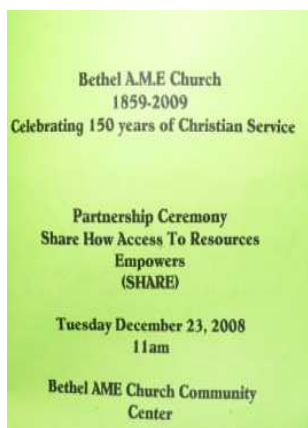 Bethel A.M.E Church
1859-2009
Celebrating 150 years of Christian Service
Partnership Ceremony
Share How Access To Resources
Empowers
(SHARE)
Tuesday December 23, 2008
11am
Bethel AME Church Community
Center